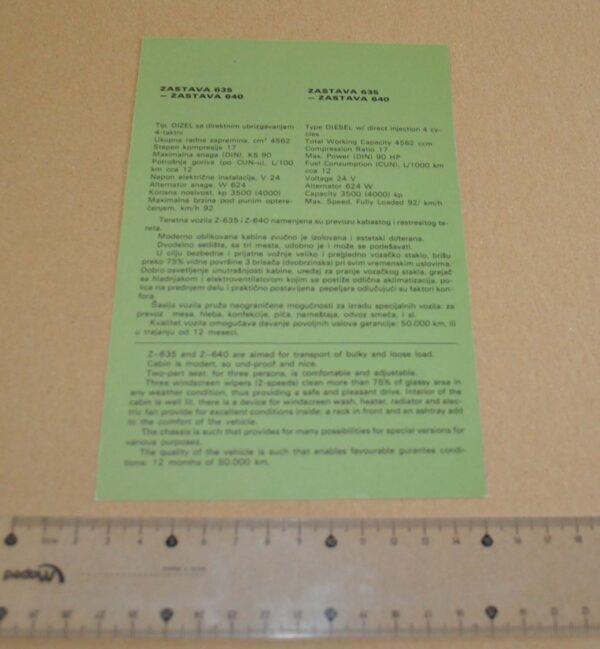 ZASTAVA 635
– ZASTAVA 640
Tip, DIZEL sa direktnim ubrizgavanjem
4-taktni
Ukupna radna zapremina, cm³ 4562
Stepen kompresije 17
Maksimalna snaga (DIN), KS 90
Potrošnja goriva (po CUN-u), L/100
km cca 12
Napon električne instalacije, V 24
Alternator snage, W 624
Korisna nosivost, kp 3500 (4000)
Maksimalna brzina pod punim optere-
ćenjem, km/h 92
ZASTAVA 635
– ZASTAVA 640
Type DIESEL w/ direct injection 4 cy-
cles
Total Working Capacity 4562 ccm
Compression Ratio 17
Max. Power (DIN) 90 HP
Fuel Consumption (CUN), L/1000 km
cca 12
Voltage 24 V
Alternator 624 W
Capacity 3500 (4000) kp
Max. Speed, Fully Loaded 92/ km/h
Teretna vozila Z-635 i Z-640 namenjena su prevozu kabastog i rastresitog te-
reta.
Moderno oblikovana kabina zvučno je izolovana i estetski doterana.
Dvodelno sedište, sa tri mesta, udobno je i može se podešavati.
U cilju bezbedne i prijatne vožnje veliko i pregledno vozačko staklo, brišu
preko 75% vidne površine 3 brisača (dvobrzinska) pri svim vremenskim uslovima.
Dobro osvetljenje unutrašnjosti kabine, uređaj za pranje vozačkog stakla, grejač
sa hladnjakom i elektroventilatorom kojim se postiže odlična aklimatizacija, po-
lica na prednjem delu i praktično postavljena pepeljara odlučujući su faktori kon-
fora.
Šasija vozila pruža neograničene mogućnosti za izradu specijalnih vozila: za
prevoz mesa, hleba, konfekcije, pića, nameštaja, odvoz smeća, i sl.
Kvalitet vozila omogućava davanje povoljnih uslova garancije: 50.000 km, ili
u trajanju od 12 meseci.
Z–635 and Z–640 are aimed for transport of bulky and loose load.
Cabin is modert, so und-proof and nice.
Two-part seat, for three persons, is comfortable and adjustable.
Three windscreen wipers (2-speeds) clean more than 75% of glassy area in
any weather condition, thus providing a safe and pleasant drive. Interior of the
cabin is well lit, there is a device for windscreen wash, heater, radiator and elec-
tric fan provide for excellent conditions inside: a rack in front and an ashtray add
to the comfort of the vehicle.
The chassis is such that provides for many possibilities for special versions for
various purposes.
The quality of the vehicle is such that enables favourable gurantee condi-
tions: 12 months of 50.000 km.